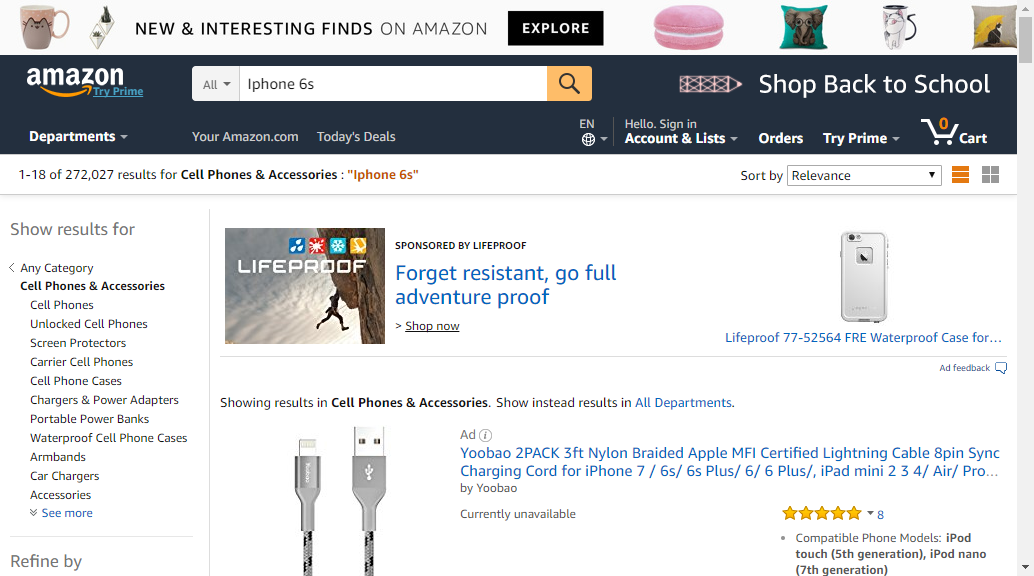 NEW & INTERESTING FINDS ON AMAZON EXPLORE
amazon
Try Prime
All
Iphone 6s
Shop Back to School
Departments
Your Amazon.com Today's Deals
EN
Hello. Sign in
Account & Lists
Orders
Try Prime
0
Cart
1-18 of 272,027 results for Cell Phones & Accessories : "Iphone 6s"
Sort by Relevance
Show results for
Any Category
Cell Phones & Accessories
Cell Phones
Unlocked Cell Phones
Screen Protectors
Carrier Cell Phones
Cell Phone Cases
Chargers & Power Adapters
Portable Power Banks
Waterproof Cell Phone Cases
Armbands
Car Chargers
Accessories
See more
Refine by
LIFEPROOF
SPONSORED BY LIFEPROOF
Forget resistant, go full
adventure proof
> Shop now
Lifeproof 77-52564 FRE Waterproof Case for…
Ad feedback
Showing results in Cell Phones & Accessories. Show instead results in All Departments.
Ad
Yoobao 2PACK 3ft Nylon Braided Apple MFI Certified Lightning Cable 8pin Sync
Charging Cord for iPhone 7 / 6s/ 6s Plus/ 6/ 6 Plus/, iPad mini 2 3 4/ Air/ Pro…
by Yoobao
Currently unavailable
8
Compatible Phone Models: iPod
touch (5th generation), iPod nano
(7th generation)